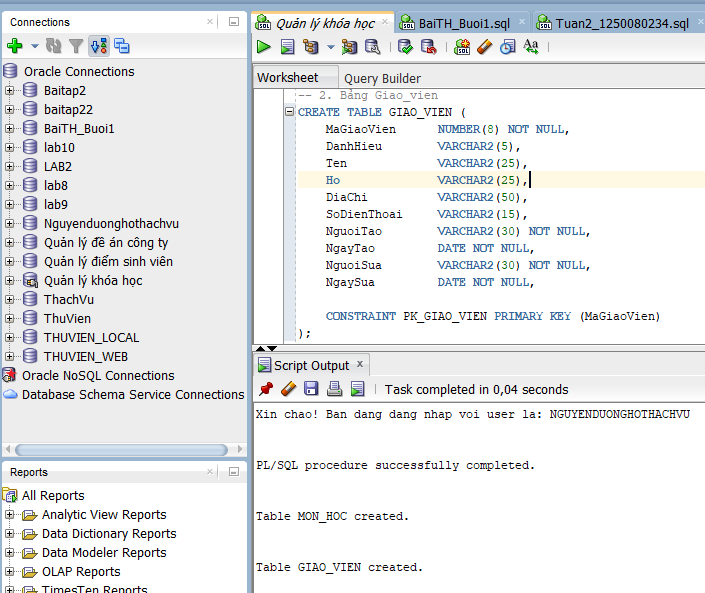 Connections
Oracle Connections
Baitap2
baitap22
BaiTH_Buoi1
lab10
LAB2
lab8
lab9
Nguyenduonghothachvu
Quản lý đề án công ty
Quản lý điểm sinh viên
Quản lý khóa học
ThachVu
ThuVien
THUVIEN_LOCAL
THUVIEN_WEB
Oracle NoSQL Connections
Database Schema Service Connections
Reports
All Reports
Analytic View Reports
Data Dictionary Reports
Data Modeler Reports
OLAP Reports
TimesTen Reports
Quản lý khóa học
BaiTH_Buoi1.sql
Tuan2_1250080234.sql
Worksheet Query Builder
-- 2. Bảng Giao_vien
CREATE TABLE GIAO_VIEN (
MaGiaoVien NUMBER(8) NOT NULL,
DanhHieu VARCHAR2(5),
Ten VARCHAR2(25),
Ho VARCHAR2(25),
DiaChi VARCHAR2(50),
SoDienThoai VARCHAR2(15),
NguoiTao VARCHAR2(30) NOT NULL,
NgayTao DATE NOT NULL,
NguoiSua VARCHAR2(30) NOT NULL,
NgaySua DATE NOT NULL,
CONSTRAINT PK_GIAO_VIEN PRIMARY KEY (MaGiaoVien)
);
Script Output
Task completed in 0,04 seconds
Xin chao! Ban dang dang nhap voi user la: NGUYENDUONGHOTHACHVU
PL/SQL procedure successfully completed.
Table MON_HOC created.
Table GIAO_VIEN created.